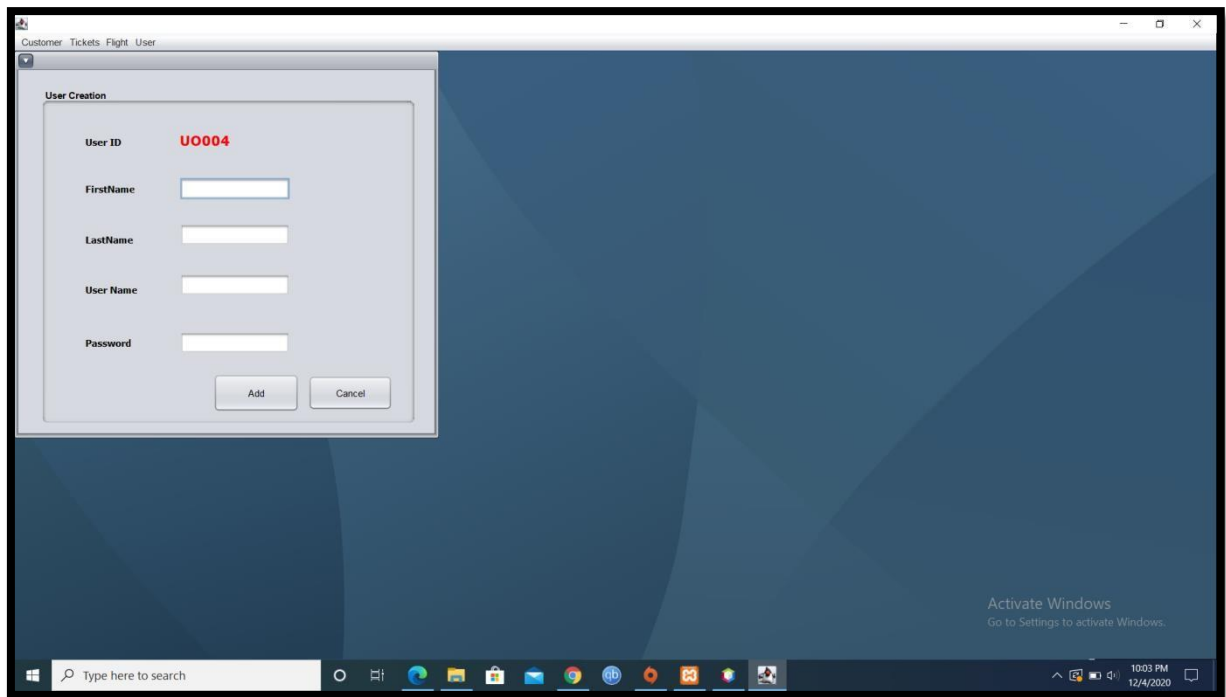 Customer Tickets Flight User
User Creation
User ID UO004
FirstName
LastName
User Name
Password
Add Cancel
Activate Windows
Go to Settings to activate Windows.
Type here to search
qb
10:03 PM
12/4/2020